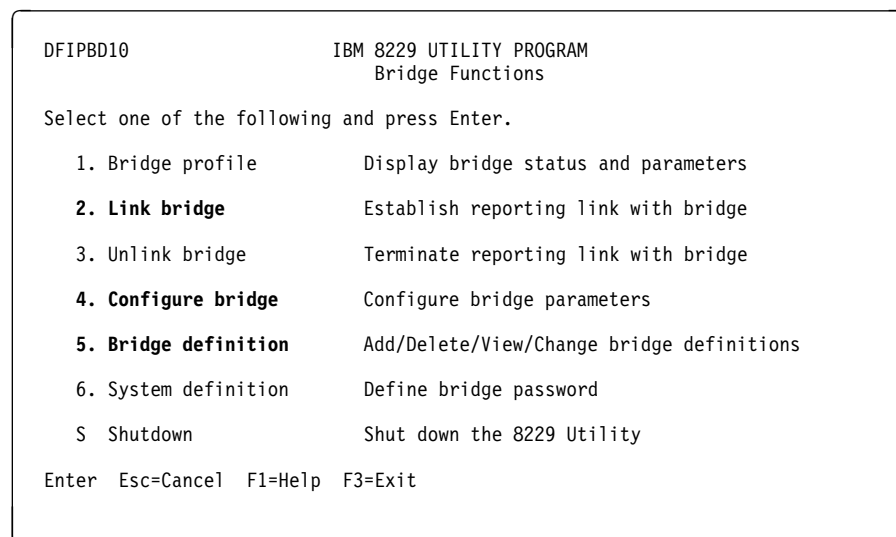 DFIPBD10 IBM 8229 UTILITY PROGRAM
Bridge Functions
Select one of the following and press Enter.
1. Bridge profile Display bridge status and parameters
2. Link bridge Establish reporting link with bridge
3. Unlink bridge Terminate reporting link with bridge
4. Configure bridge Configure bridge parameters
5. Bridge definition Add/Delete/View/Change bridge definitions
6. System definition Define bridge password
S Shutdown Shut down the 8229 Utility
Enter Esc=Cancel F1=Help F3=Exit